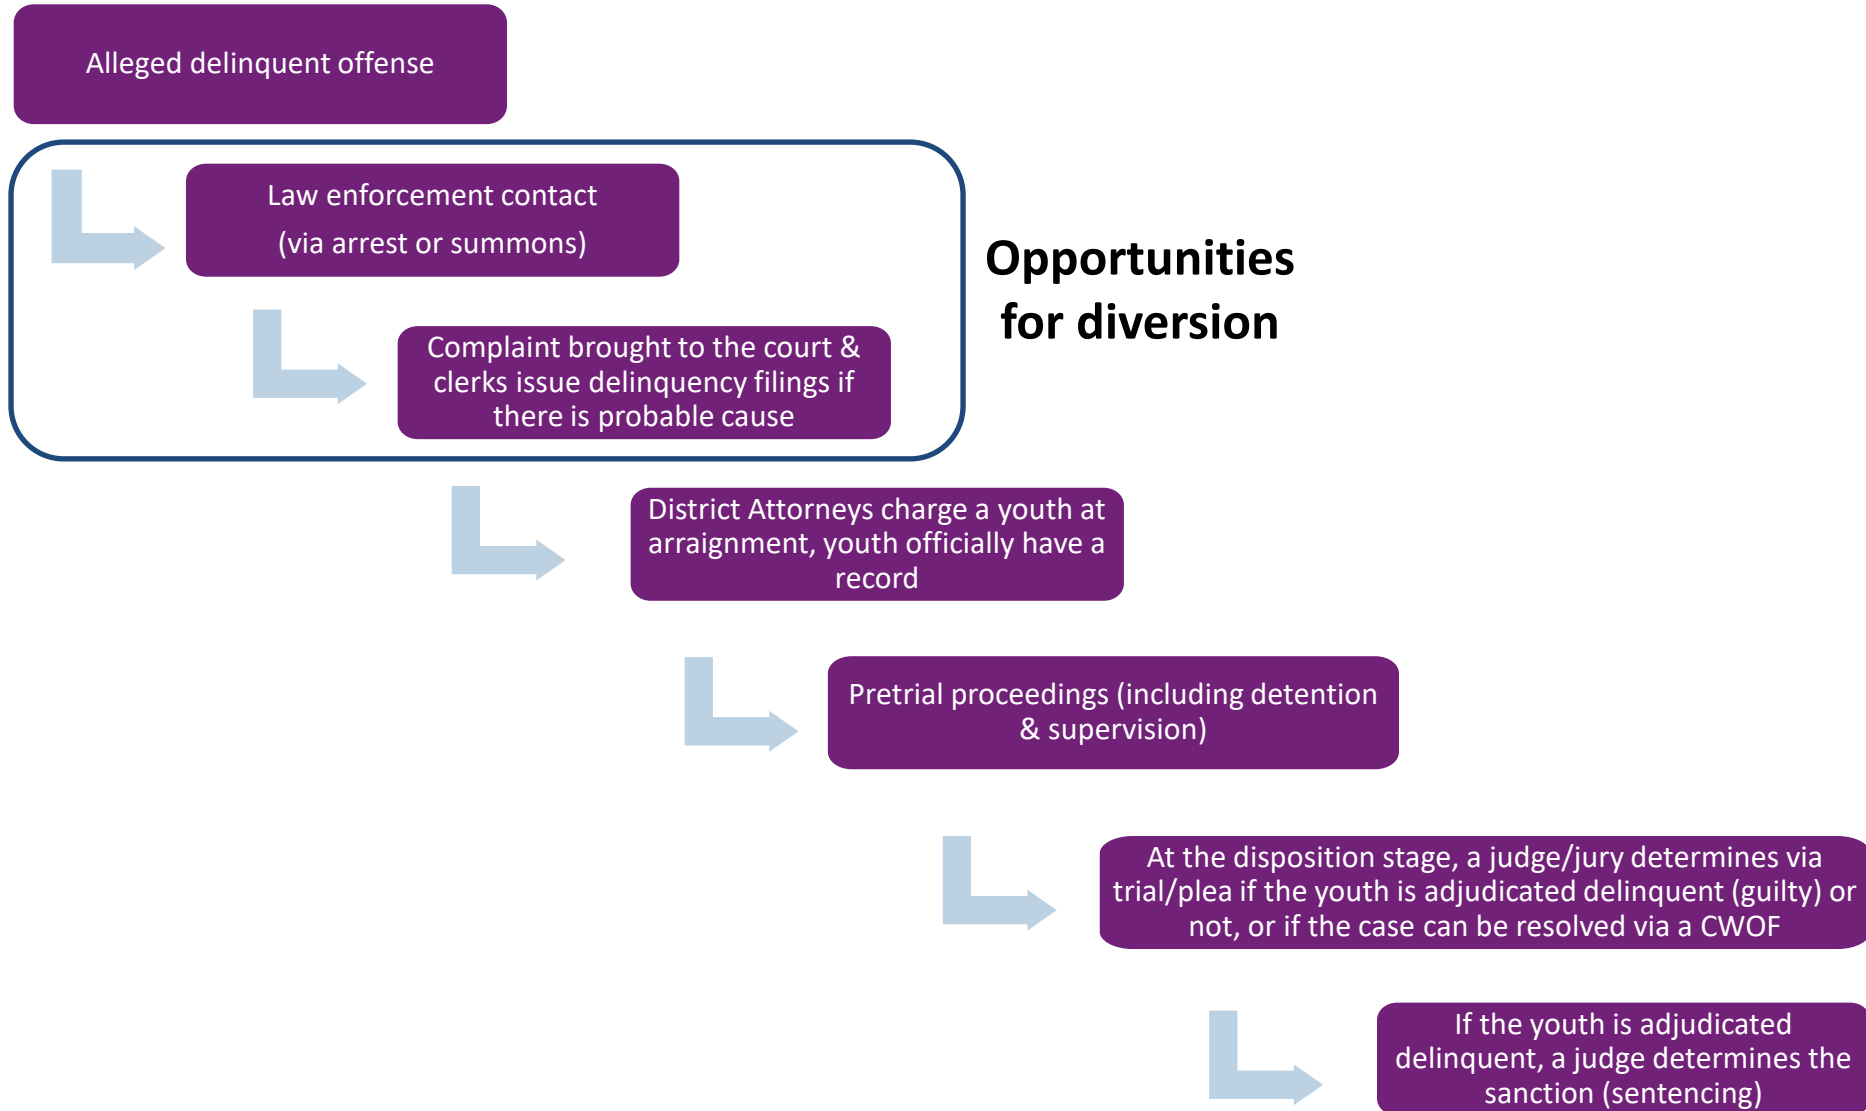 Alleged delinquent offense
Law enforcement contact
(via arrest or summons)
Opportunities
for diversion
Complaint brought to the court &
clerks issue delinquency filings if
there is probable cause
District Attorneys charge a youth at
arraignment, youth officially have a
record
Pretrial proceedings (including detention
& supervision)
At the disposition stage, a judge/jury determines via
trial/plea if the youth is adjudicated delinquent (guilty) or
not, or if the case can be resolved via a CWOF
If the youth is adjudicated
delinquent, a judge determines the
sanction (sentencing)